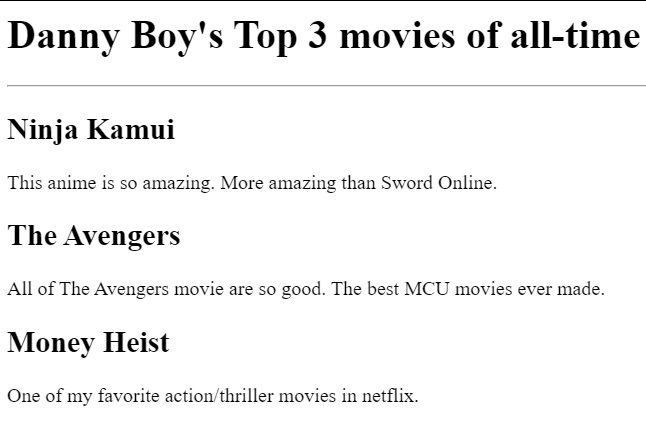 Danny Boy's Top 3 movies of all-time
Ninja Kamui
This anime is so amazing. More amazing than Sword Online.
The Avengers
All of The Avengers movie are so good. The best MCU movies ever made.
Money Heist
One of my favorite action/thriller movies in netflix.